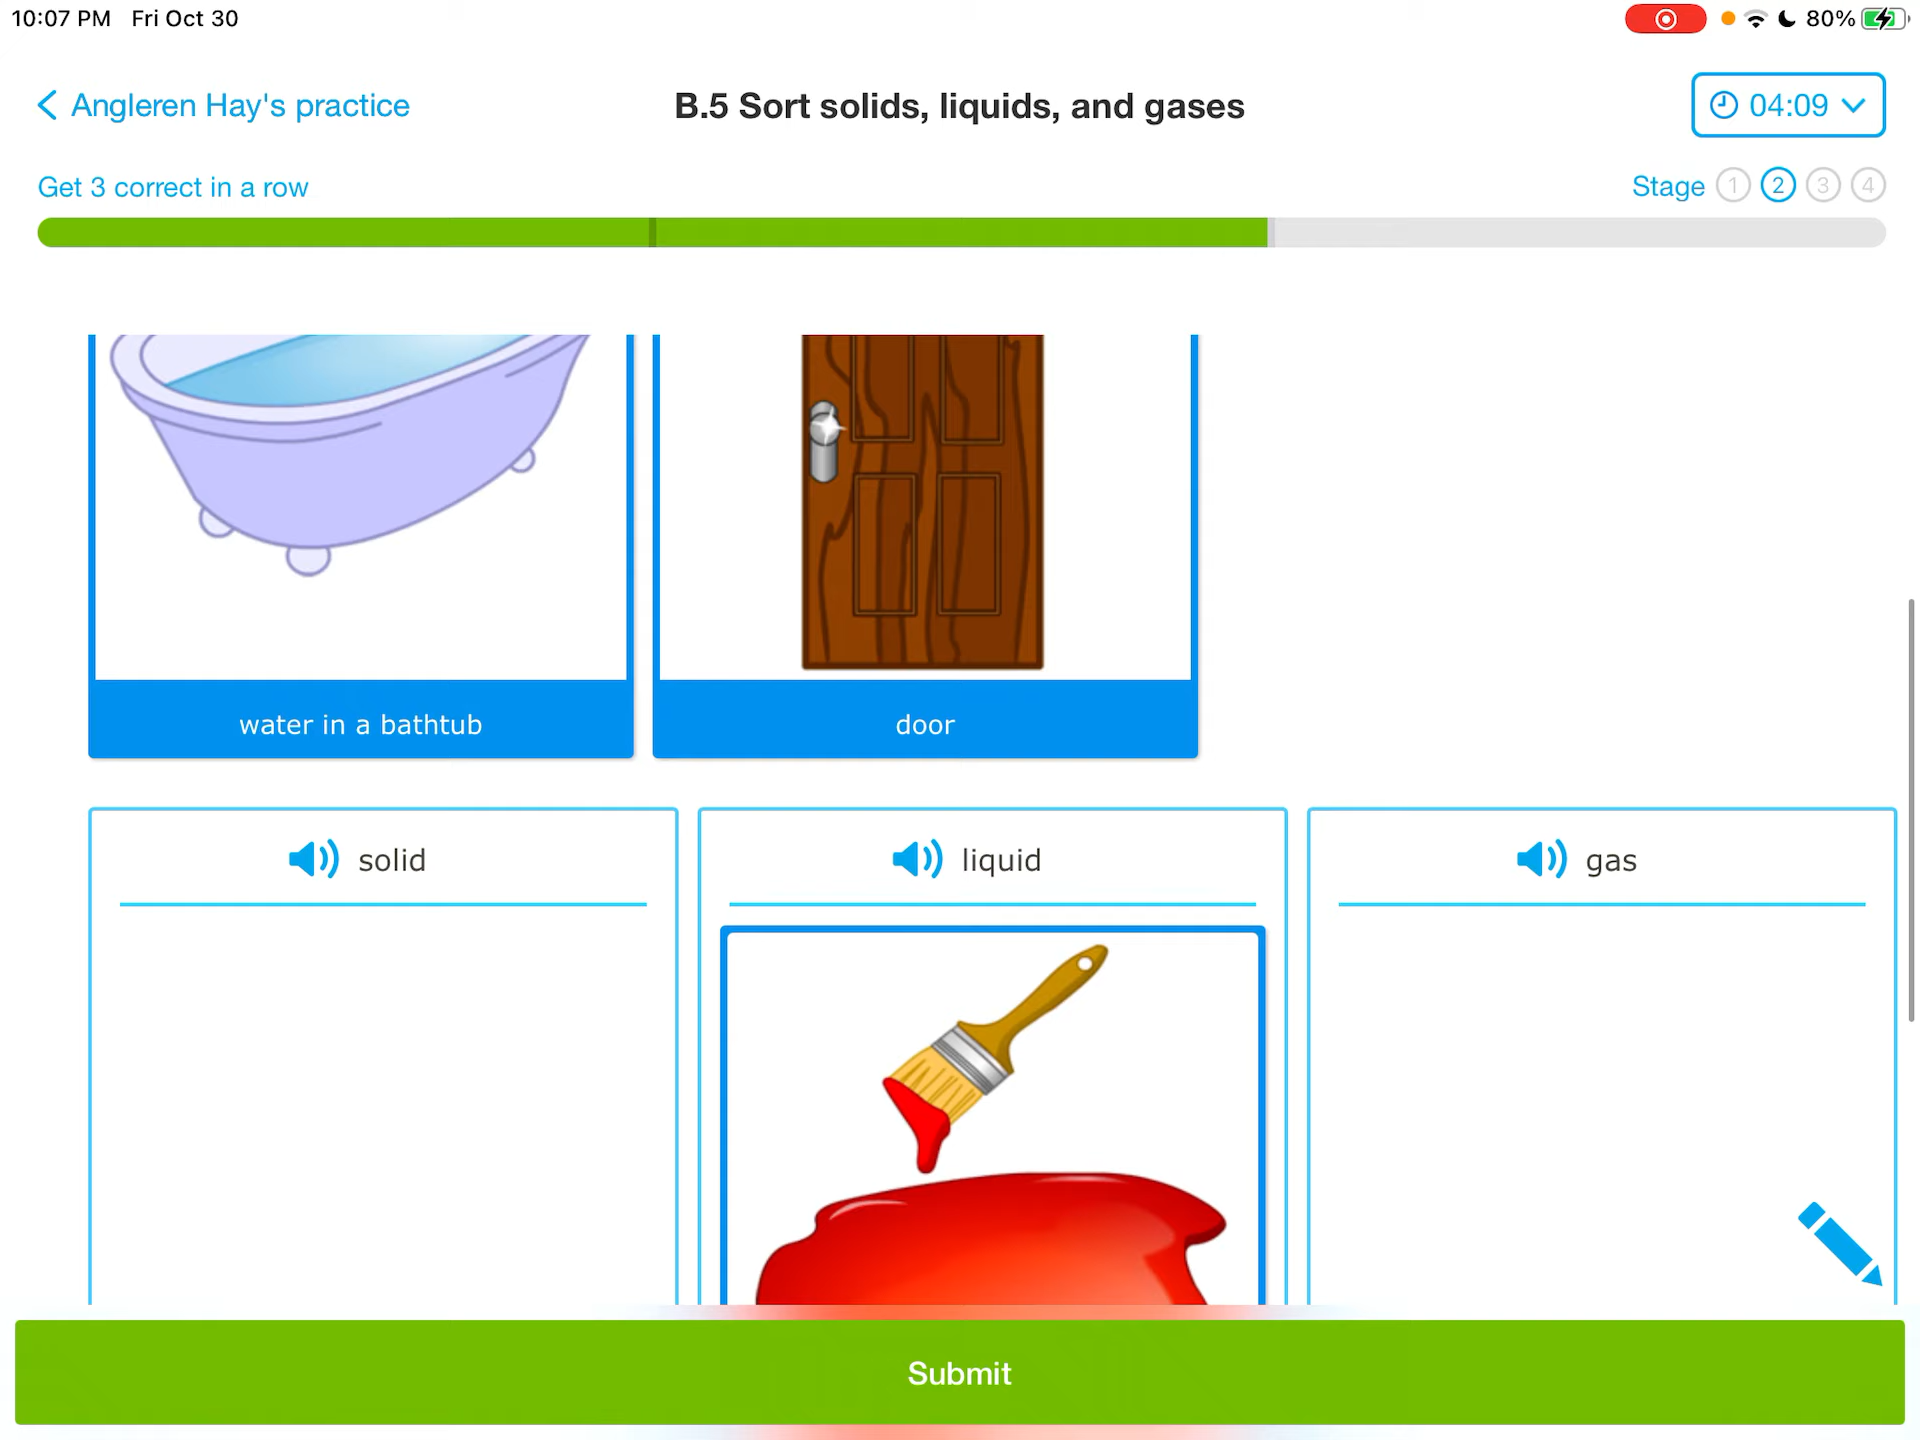 10:07 PM Fri Oct 30
80%
Angleren Hay's practice
B.5 Sort solids, liquids, and gases
04:09
Get 3 correct in a row
Stage 1 2 3 4
water in a bathtub
door
solid
liquid
gas
Submit